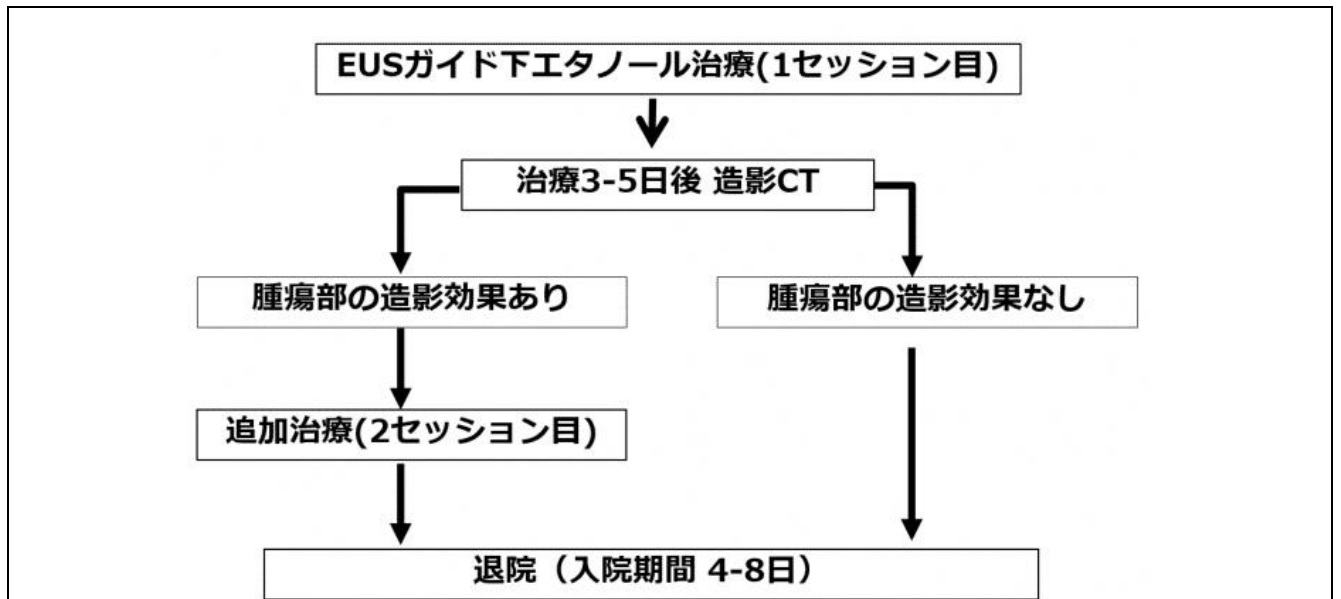 EUSガイド下エタノール治療(1セッション目)
治療3-5日後 造影CT
腫瘍部の造影効果あり
腫瘍部の造影効果なし
追加治療(2セッション目)
退院（入院期間 4-8日）